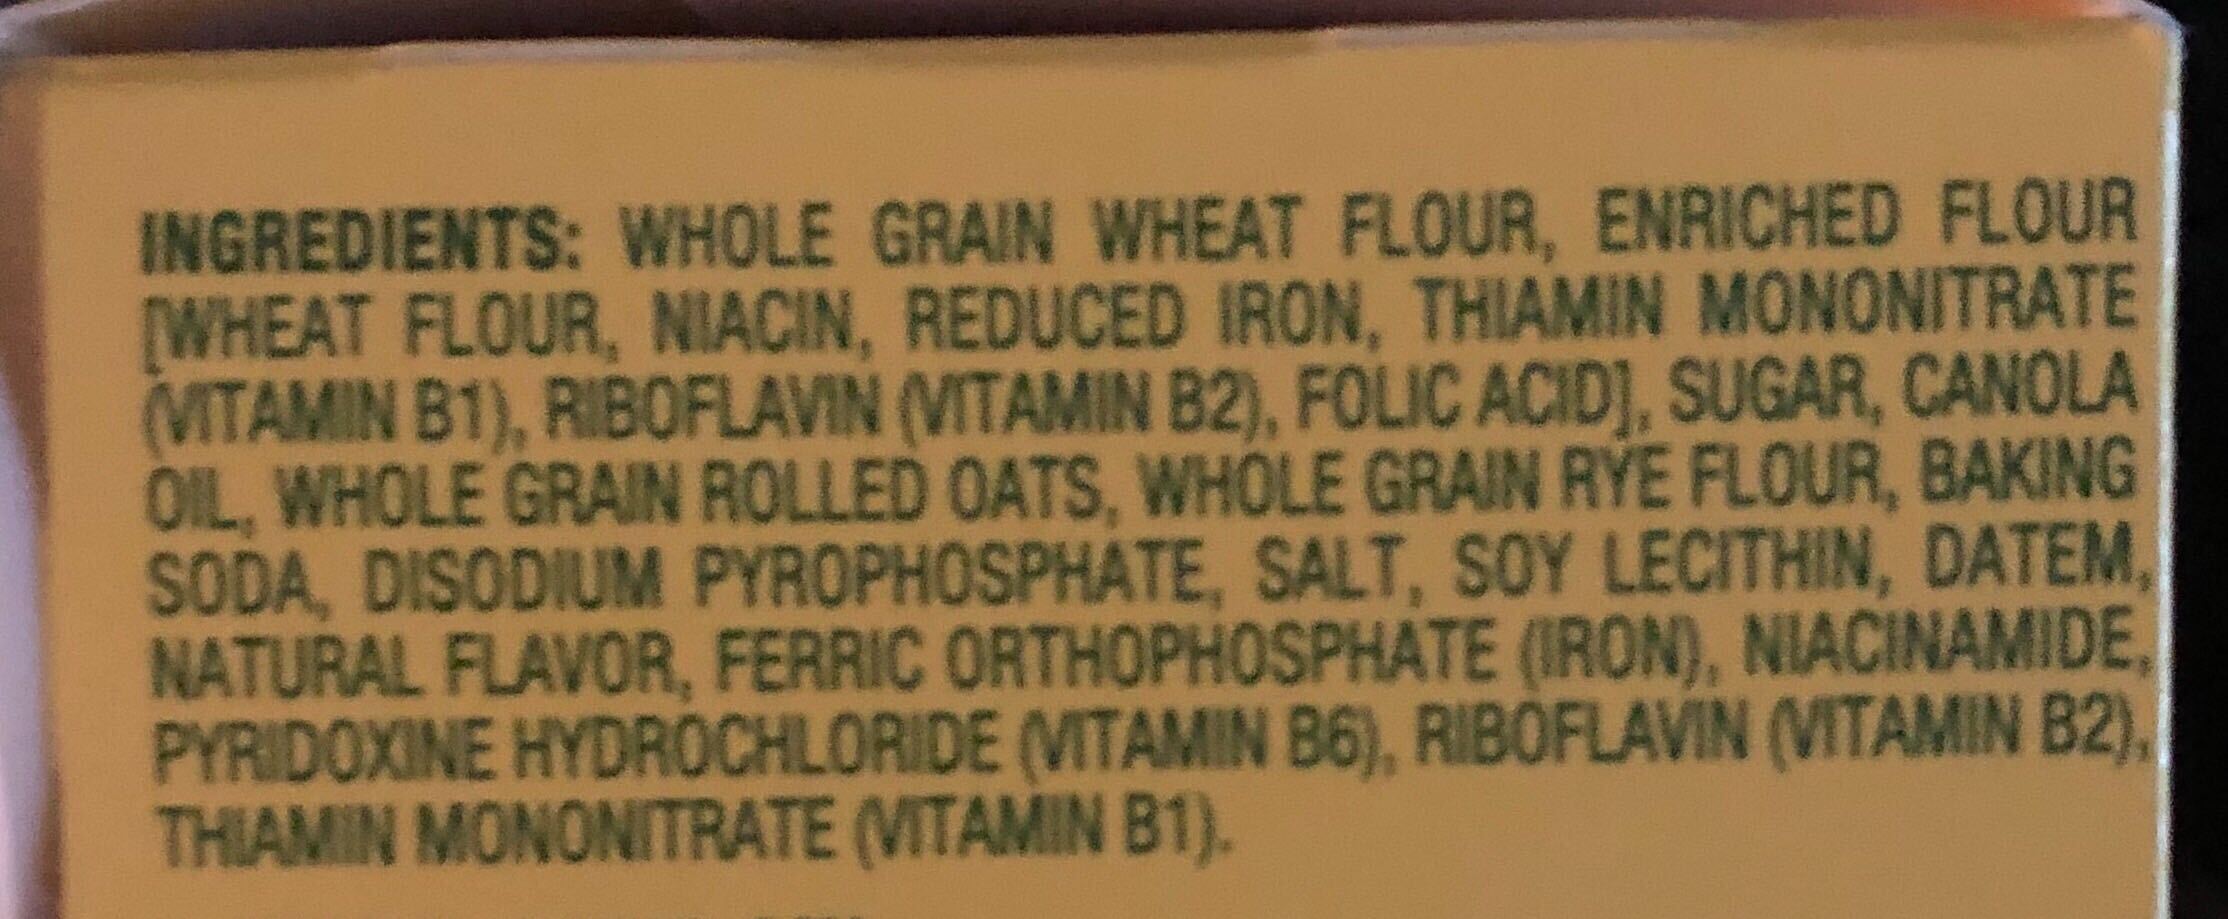 INGREDIENTS: WHOLE GRAIN WHEAT FLOUR, ENRICHED FLOUR
[WHEAT FLOUR, NIACIN, REDUCED IRON, THIAMIN MONONITRATE
(VITAMIN B1), RIBOFLAVIN (VITAMIN B2), FOLIC ACID], SUGAR, CANOLA
OIL, WHOLE GRAIN ROLLED OATS, WHOLE GRAIN RYE FLOUR, BAKING
SODA, DISODIUM PYROPHOSPHATE, SALT, SOY LECITHIN, DATEM,
NATURAL FLAVOR, FERRIC ORTHOPHOSPHATE (IRON), NIACINAMIDE,
PYRIDOXINE HYDROCHLORIDE (VITAMIN B6), RIBOFLAVIN (VITAMIN B2),
THIAMIN MONONITRATE (VITAMIN B1).